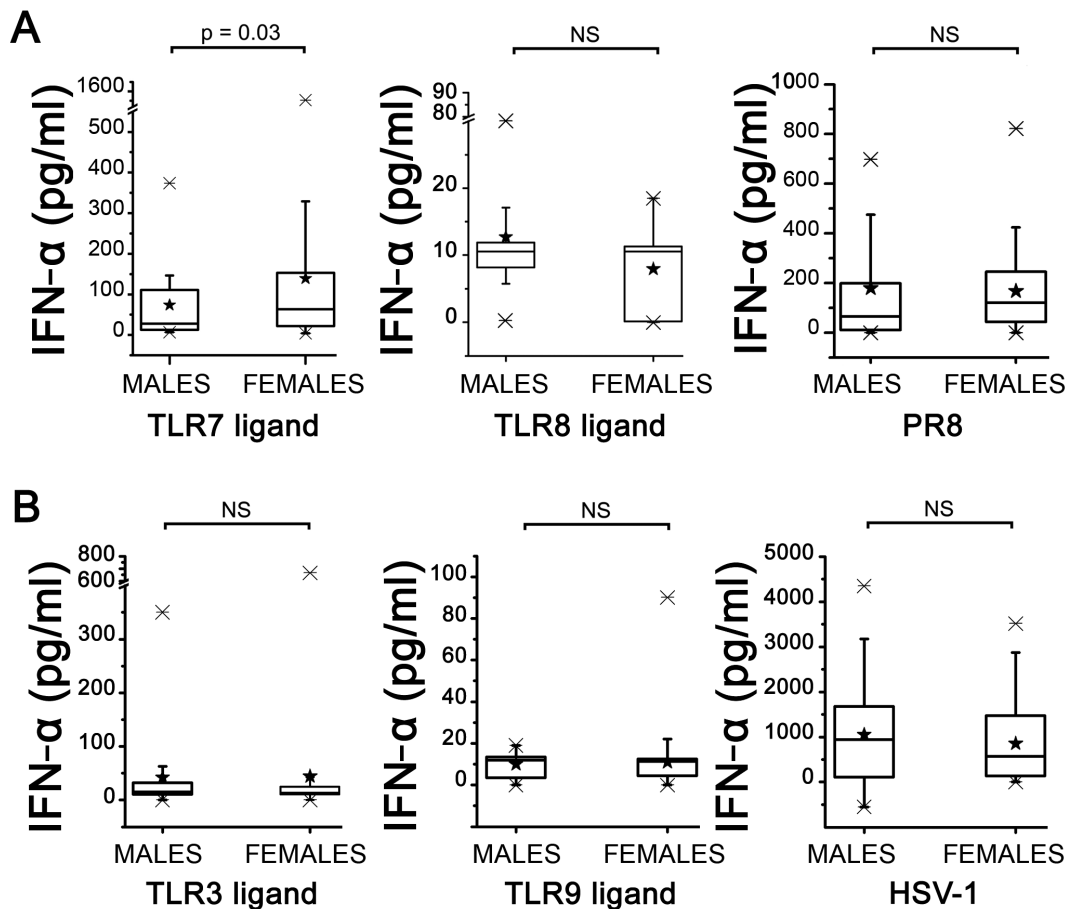 A
p = 0.03
NS
NS
IFN-α (pg/ml)
1600
500
400
300
200
100
0
MALES
FEMALES
TLR7 ligand
IFN-α (pg/ml)
90
80
20
10
0
MALES
FEMALES
TLR8 ligand
IFN-α (pg/ml)
1000
800
600
400
200
0
MALES
FEMALES
PR8
B
NS
NS
NS
IFN-α (pg/ml)
800
600
300
200
100
0
MALES
FEMALES
TLR3 ligand
IFN-α (pg/ml)
100
80
60
40
20
0
MALES
FEMALES
TLR9 ligand
IFN-α (pg/ml)
5000
4000
3000
2000
1000
0
MALES
FEMALES
HSV-1